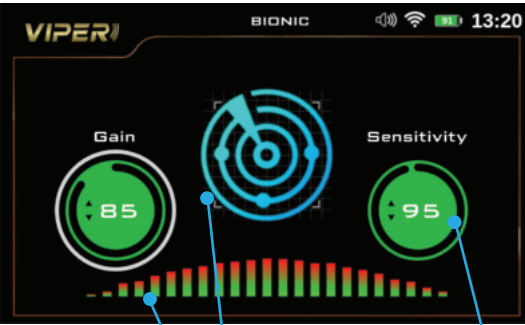 VIPER
BIONIC
91
13:20
Gain
Sensitivity
85
95